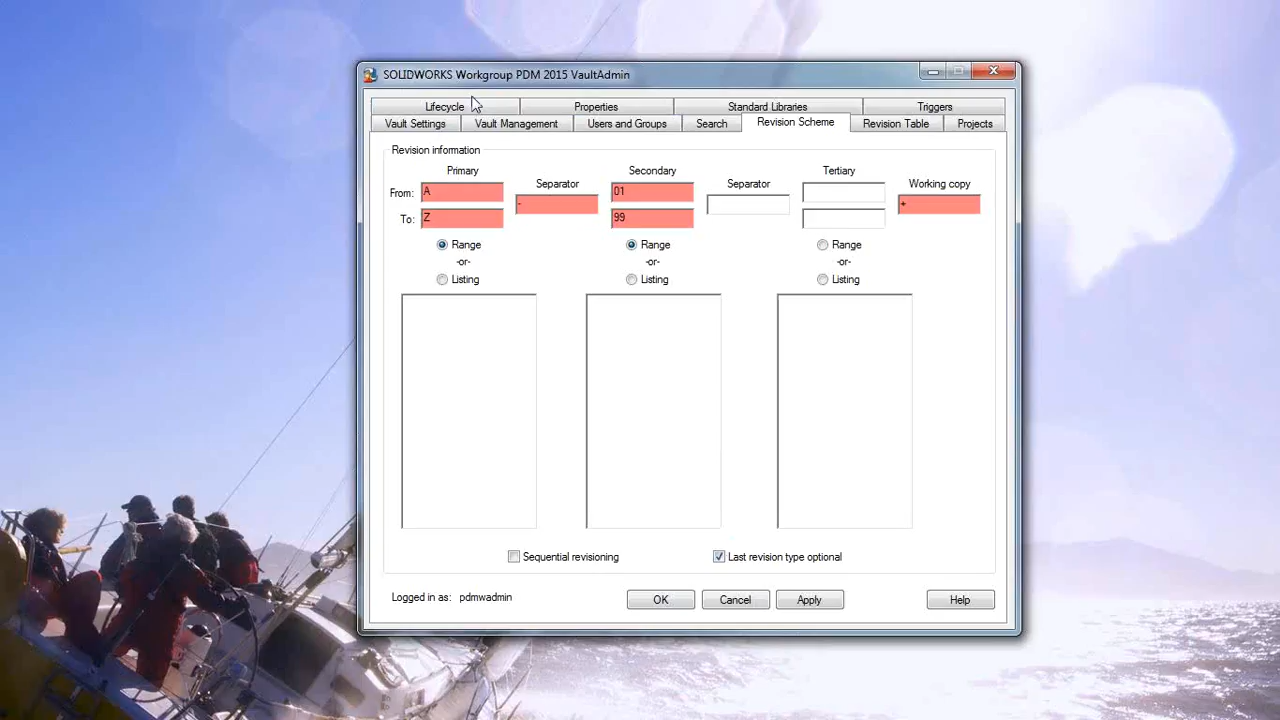 SOLIDWORKS Workgroup PDM 2015 VaultAdmin
Lifecycle Properties Standard Libraries Triggers
Vault Settings Vault Management Users and Groups Search Revision Scheme Revision Table Projects
Revision information
Primary Secondary Tertiary
Separator Separator Working copy
From: A 01
- +
To: Z 99
Range Range Range
-or- -or- -or-
Listing Listing Listing
Sequential revisioning Last revision type optional
Logged in as: pdmwadmin OK Cancel Apply Help